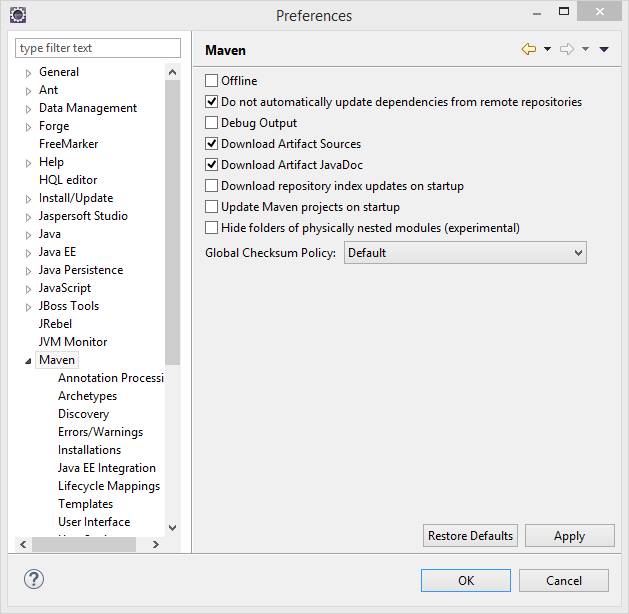 Preferences
type filter text
General
Ant
Data Management
Forge
FreeMarker
Help
HQL editor
Install/Update
Jaspersoft Studio
Java
Java EE
Java Persistence
JavaScript
JBoss Tools
JRebel
JVM Monitor
Maven
Annotation Processi
Archetypes
Discovery
Errors/Warnings
Installations
Java EE Integration
Lifecycle Mappings
Templates
User Interface
Maven
Offline
Do not automatically update dependencies from remote repositories
Debug Output
Download Artifact Sources
Download Artifact JavaDoc
Download repository index updates on startup
Update Maven projects on startup
Hide folders of physically nested modules (experimental)
Global Checksum Policy: Default
Restore Defaults Apply
? OK Cancel